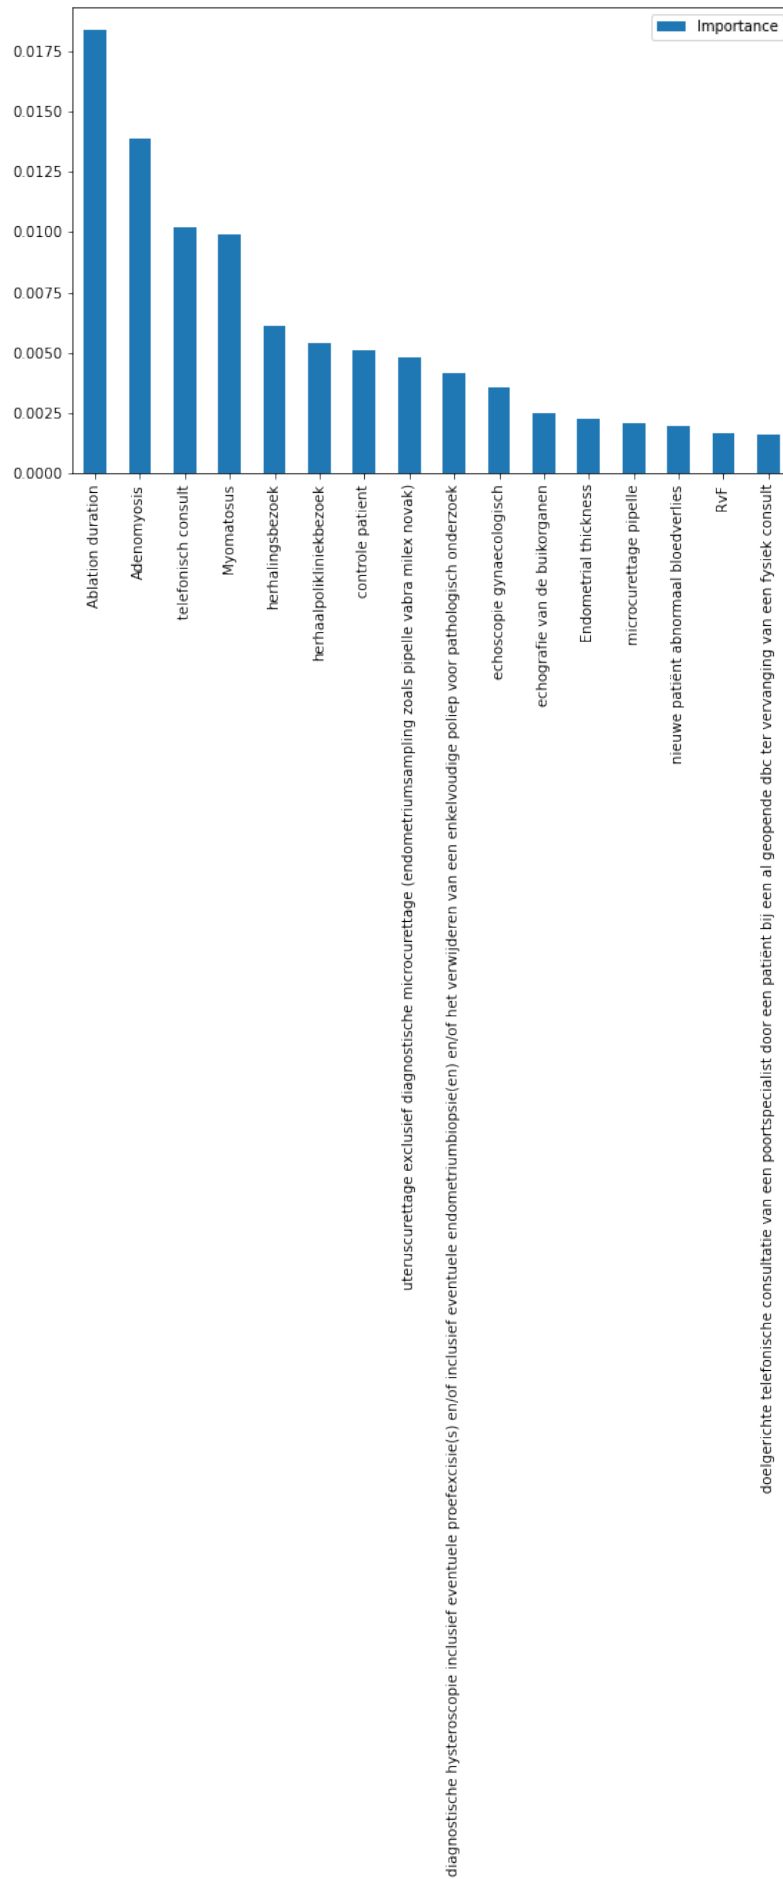 Importance
0.0175
0.0150
0.0125
0.0100
0.0075
0.0050
0.0025
0.0000
Ablation duration
Adenomyosis
telefonisch consult
Myomatosus
herhalingsbezoek
herhaalpolikliniekbezoek
controle patient
uteruscurettage exclusief diagnostische microcurettage (endometriumsampling zoals pipelle vabra milex novak)
diagnostische hysteroscopie inclusief eventuele proefexcisie(s) en/of inclusief eventuele endometriumbiopsie(en) en/of het verwijderen van een enkelvoudige poliep voor pathologisch onderzoek
echoscopie gynaecologisch
echografie van de buikorganen
Endometrial thickness
microcurettage pipelle
nieuwe patiënt abnormaal bloedverlies
RvF
doelgerichte telefonische consultatie van een poortspecialist door een patiënt bij een al geopende dbc ter vervanging van een fysiek consult